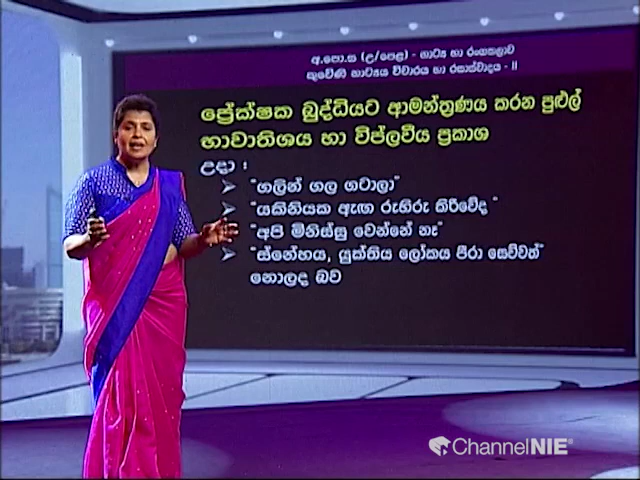 අ.පො.ස (උ/පෙළ) - නාට්‍ය හා රංගකලාව
කුවේණි නාට්‍යය විචාරය හා රසාස්වාදය - II
ප්‍රේක්ෂක බුද්ධියට ආමන්ත්‍රණය කරන පුළුල්
භාවාතිශය හා විප්ලවීය ප්‍රකාශ
උදා :
➢ "ගලින් ගල ගටාලා"
➢ "යකිනියක ඇඟ රුහිරු කිරිවේද "
➢ "අපි මිනිස්සු වෙන්නේ නෑ"
➢ "ස්නේහය, යුක්තිය ලෝකය පීරා සෙව්වත්"
නොලද බව
ChannelNIE